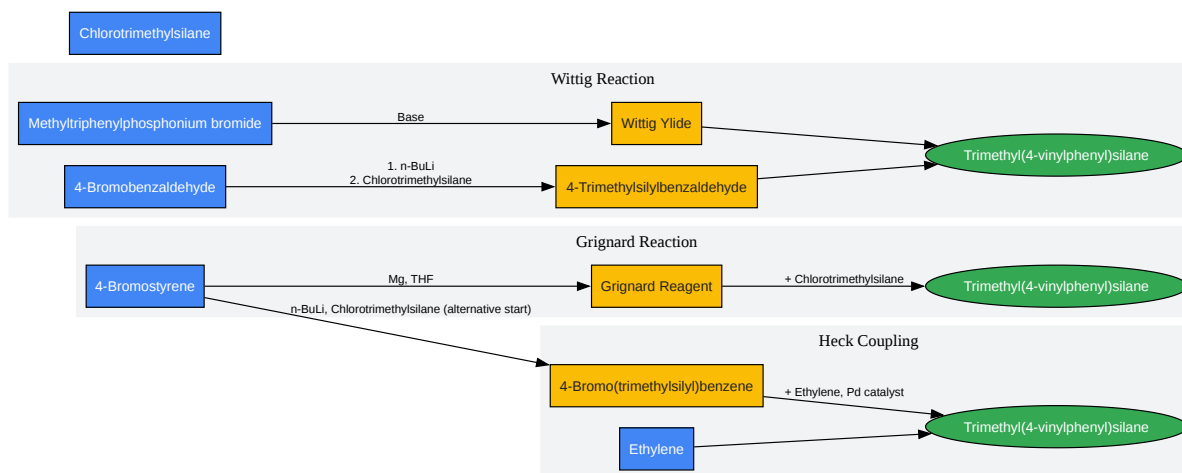 Chlorotrimethylsilane
Wittig Reaction
Methyltriphenylphosphonium bromide
Base
Wittig Ylide
Trimethyl(4-vinylphenyl)silane
4-Bromobenzaldehyde
1. n-BuLi
2. Chlorotrimethylsilane
4-Trimethylsilylbenzaldehyde
Grignard Reaction
4-Bromostyrene
Mg, THF
Grignard Reagent
+ Chlorotrimethylsilane
Trimethyl(4-vinylphenyl)silane
n-BuLi, Chlorotrimethylsilane (alternative start)
Heck Coupling
4-Bromo(trimethylsilyl)benzene
+ Ethylene, Pd catalyst
Trimethyl(4-vinylphenyl)silane
Ethylene